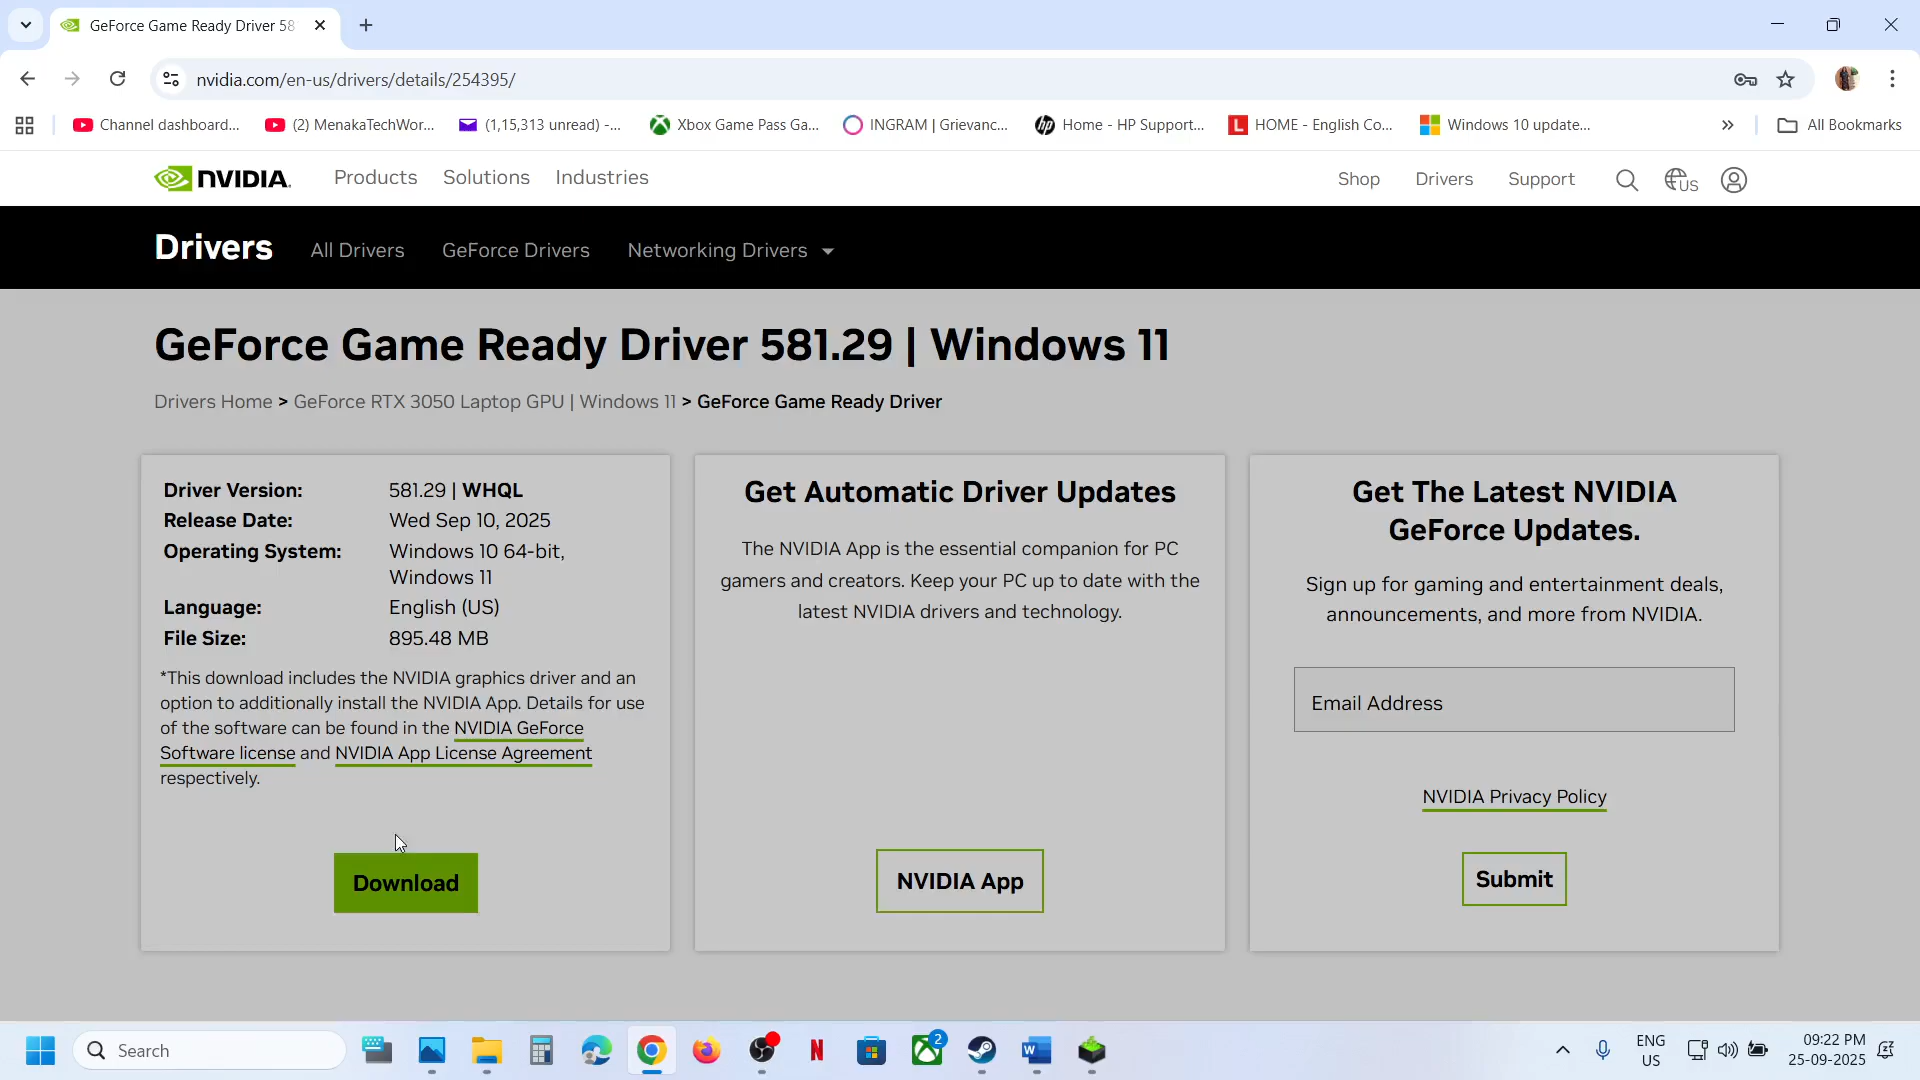 GeForce Game Ready Driver 58
nvidia.com/en-us/drivers/details/254395/
Channel dashboard...
(2) MenakaTechWor...
(1,15,313 unread) -...
Xbox Game Pass Ga...
INGRAM | Grievanc...
Home - HP Support...
HOME - English Co...
Windows 10 update...
»
All Bookmarks
NVIDIA.
Products
Solutions
Industries
Shop
Drivers
Support
US
Drivers
All Drivers
GeForce Drivers
Networking Drivers
GeForce Game Ready Driver 581.29 | Windows 11
Drivers Home > GeForce RTX 3050 Laptop GPU | Windows 11 > GeForce Game Ready Driver
Driver Version: 581.29 | WHQL
Release Date: Wed Sep 10, 2025
Operating System: Windows 10 64-bit,
Windows 11
Language: English (US)
File Size: 895.48 MB
*This download includes the NVIDIA graphics driver and an
option to additionally install the NVIDIA App. Details for use
of the software can be found in the NVIDIA GeForce
Software license and NVIDIA App License Agreement
respectively.
Download
Get Automatic Driver Updates
The NVIDIA App is the essential companion for PC
gamers and creators. Keep your PC up to date with the
latest NVIDIA drivers and technology.
NVIDIA App
Get The Latest NVIDIA
GeForce Updates.
Sign up for gaming and entertainment deals,
announcements, and more from NVIDIA.
Email Address
NVIDIA Privacy Policy
Submit
Search
2
ENG
US
09:22 PM
25-09-2025